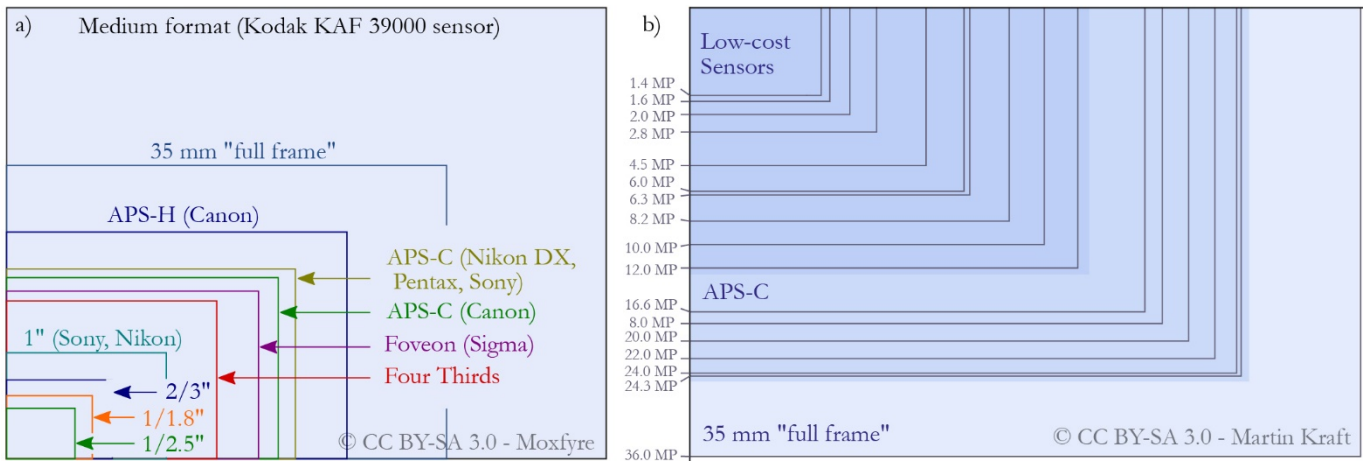 a)
Medium format (Kodak KAF 39000 sensor)
35 mm "full frame"
APS-H (Canon)
APS-C (Nikon DX,
Pentax, Sony)
APS-C (Canon)
1" (Sony, Nikon)
Foveon (Sigma)
Four Thirds
2/3"
1/1.8"
1/2.5"
© CC BY-SA 3.0 - Moxfyre
b)
Low-cost
Sensors
1.4 MP
1.6 MP
2.0 MP
2.8 MP
4.5 MP
6.0 MP
6.3 MP
8.2 MP
10.0 MP
12.0 MP
APS-C
16.6 MP
8.0 MP
20.0 MP
22.0 MP
24.0 MP
24.3 MP
35 mm "full frame"
© CC BY-SA 3.0 - Martin Kraft
36.0 MP